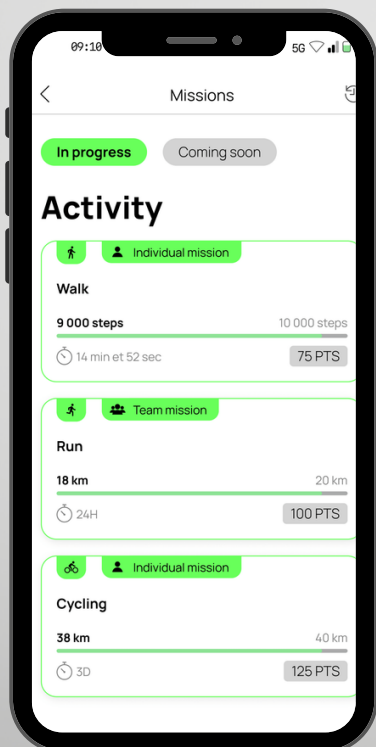 09:10 5G
Missions
In progress Coming soon
Activity
Individual mission
Walk
9 000 steps 10 000 steps
14 min et 52 sec 75 PTS
Team mission
Run
18 km 20 km
24H 100 PTS
Individual mission
Cycling
38 km 40 km
3D 125 PTS